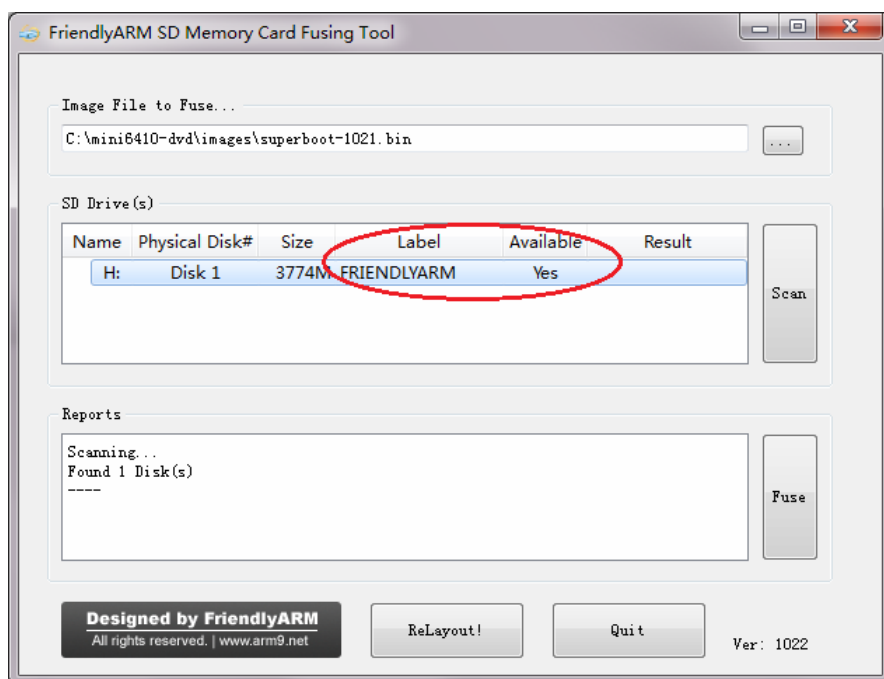 FriendlyARM SD Memory Card Fusing Tool
Image File to Fuse...
C:\mini6410-dvd\images\superboot-1021.bin
...
SD Drive(s)
Name Physical Disk# Size Label Available Result
H: Disk 1 3774M FRIENDLYARM Yes
Scan
Reports
Scanning...
Found 1 Disk(s)
----
Fuse
Designed by FriendlyARM
All rights reserved. | www.arm9.net
ReLayout!
Quit
Ver: 1022